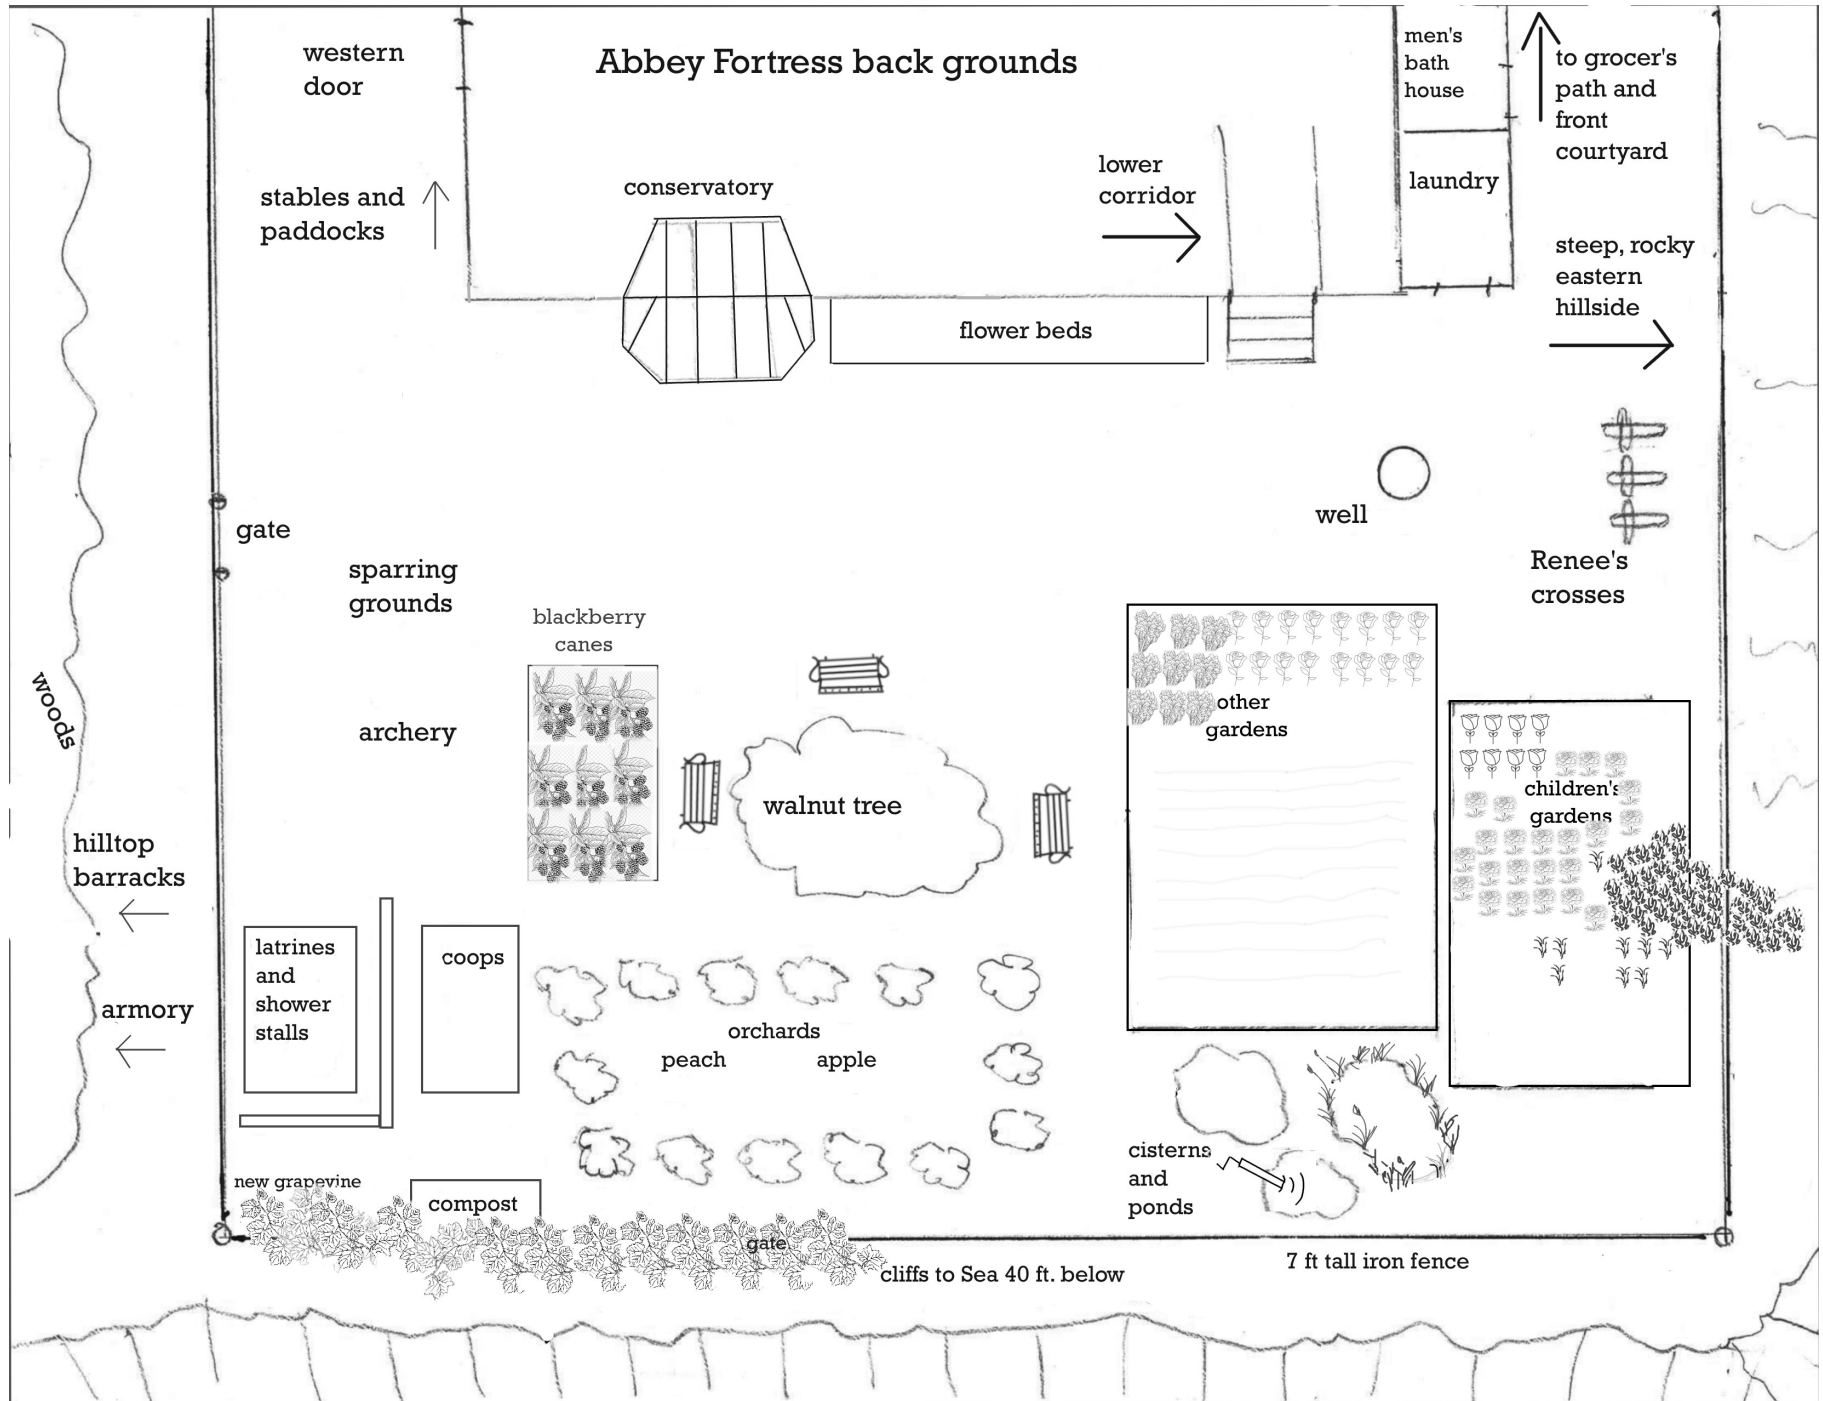 Abbey Fortress back grounds
western
door
men's
bath
house
to grocer's
path and
front
courtyard
stables and
paddocks
conservatory
lower
corridor
laundry
steep, rocky
eastern
hillside
flower beds
gate
well
sparring
grounds
Renee's
crosses
blackberry
canes
woods
archery
other
gardens
walnut tree
children's
gardens
hilltop
barracks
latrines
and
shower
stalls
coops
armory
orchards
peach apple
cisterns
and
ponds
new grapevine
compost
gate
cliffs to Sea 40 ft. below
7 ft tall iron fence